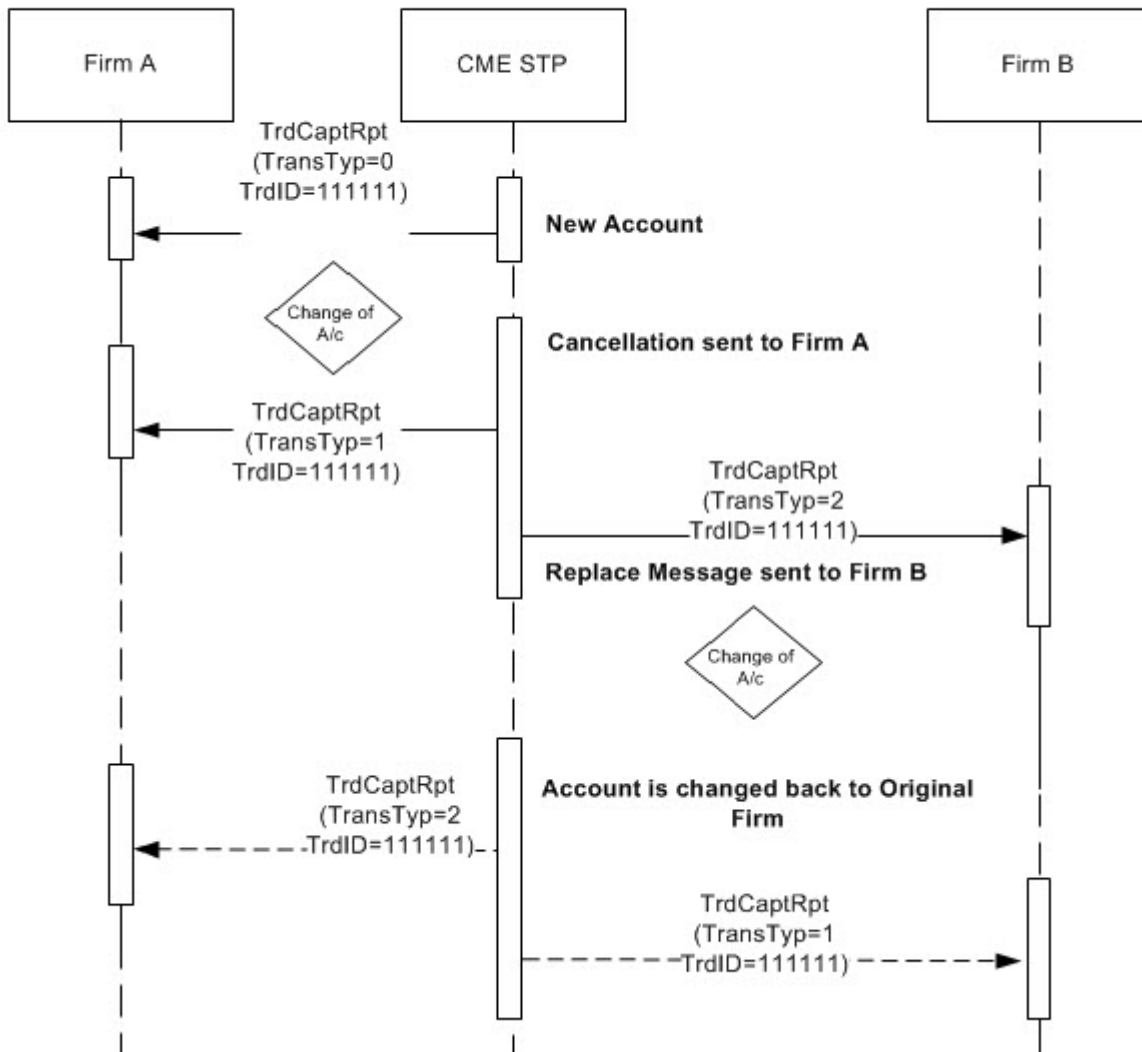 Firm A
CME STP
Firm B
TrdCaptRpt
(TransTyp=0
TrdID=111111)
New Account
Change of
A/c
Cancellation sent to Firm A
TrdCaptRpt
(TransTyp=1
TrdID=111111)
TrdCaptRpt
(TransTyp=2
TrdID=111111)
Replace Message sent to Firm B
Change of
A/c
TrdCaptRpt
(TransTyp=2
TrdID=111111)
Account is changed back to Original
Firm
TrdCaptRpt
(TransTyp=1
TrdID=111111)